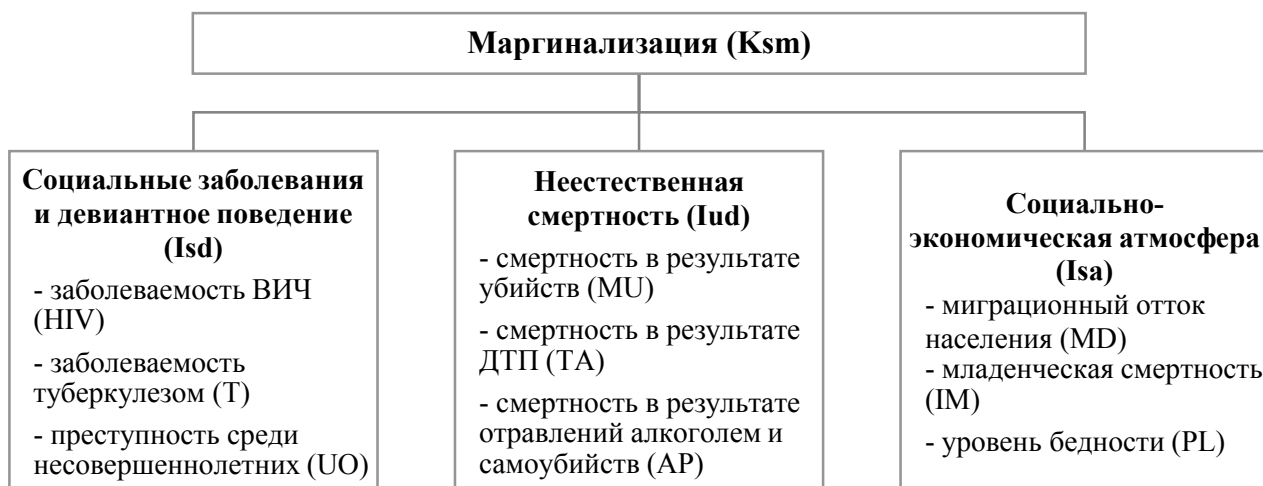 Маргинализация (Ksm)
Социальные заболевания
и девиантное поведение
(Isd)
- заболеваемость ВИЧ
(HIV)
- заболеваемость
туберкулезом (T)
- преступность среди
несовершеннолетних (UO)
Неестественная
смертность (Iud)
- смертность в результате
убийств (MU)
- смертность в результате
ДТП (TA)
- смертность в результате
отравлений алкоголем и
самоубийств (AP)
Социально-
экономическая атмосфера
(Isa)
- миграционный отток
населения (MD)
- младенческая смертность
(IM)
- уровень бедности (PL)